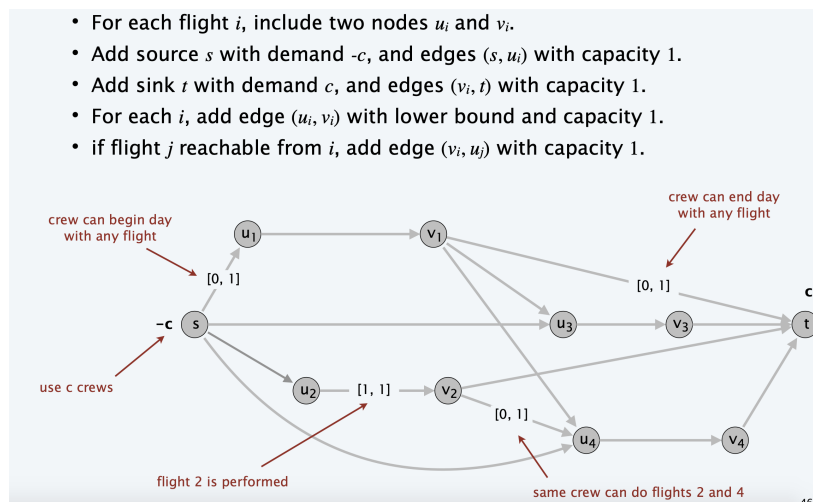 • For each flight i, include two nodes uᵢ and vᵢ.
• Add source s with demand -c, and edges (s, uᵢ) with capacity 1.
• Add sink t with demand c, and edges (vᵢ, t) with capacity 1.
• For each i, add edge (uᵢ, vᵢ) with lower bound and capacity 1.
• if flight j reachable from i, add edge (vᵢ, uⱼ) with capacity 1.
crew can end day
with any flight
crew can begin day
with any flight
u₁
v₁
[0, 1]
[0, 1]
c
−c
s
u₃
v₃
t
use c crews
u₂
[1, 1]
v₂
[0, 1]
u₄
v₄
flight 2 is performed
same crew can do flights 2 and 4